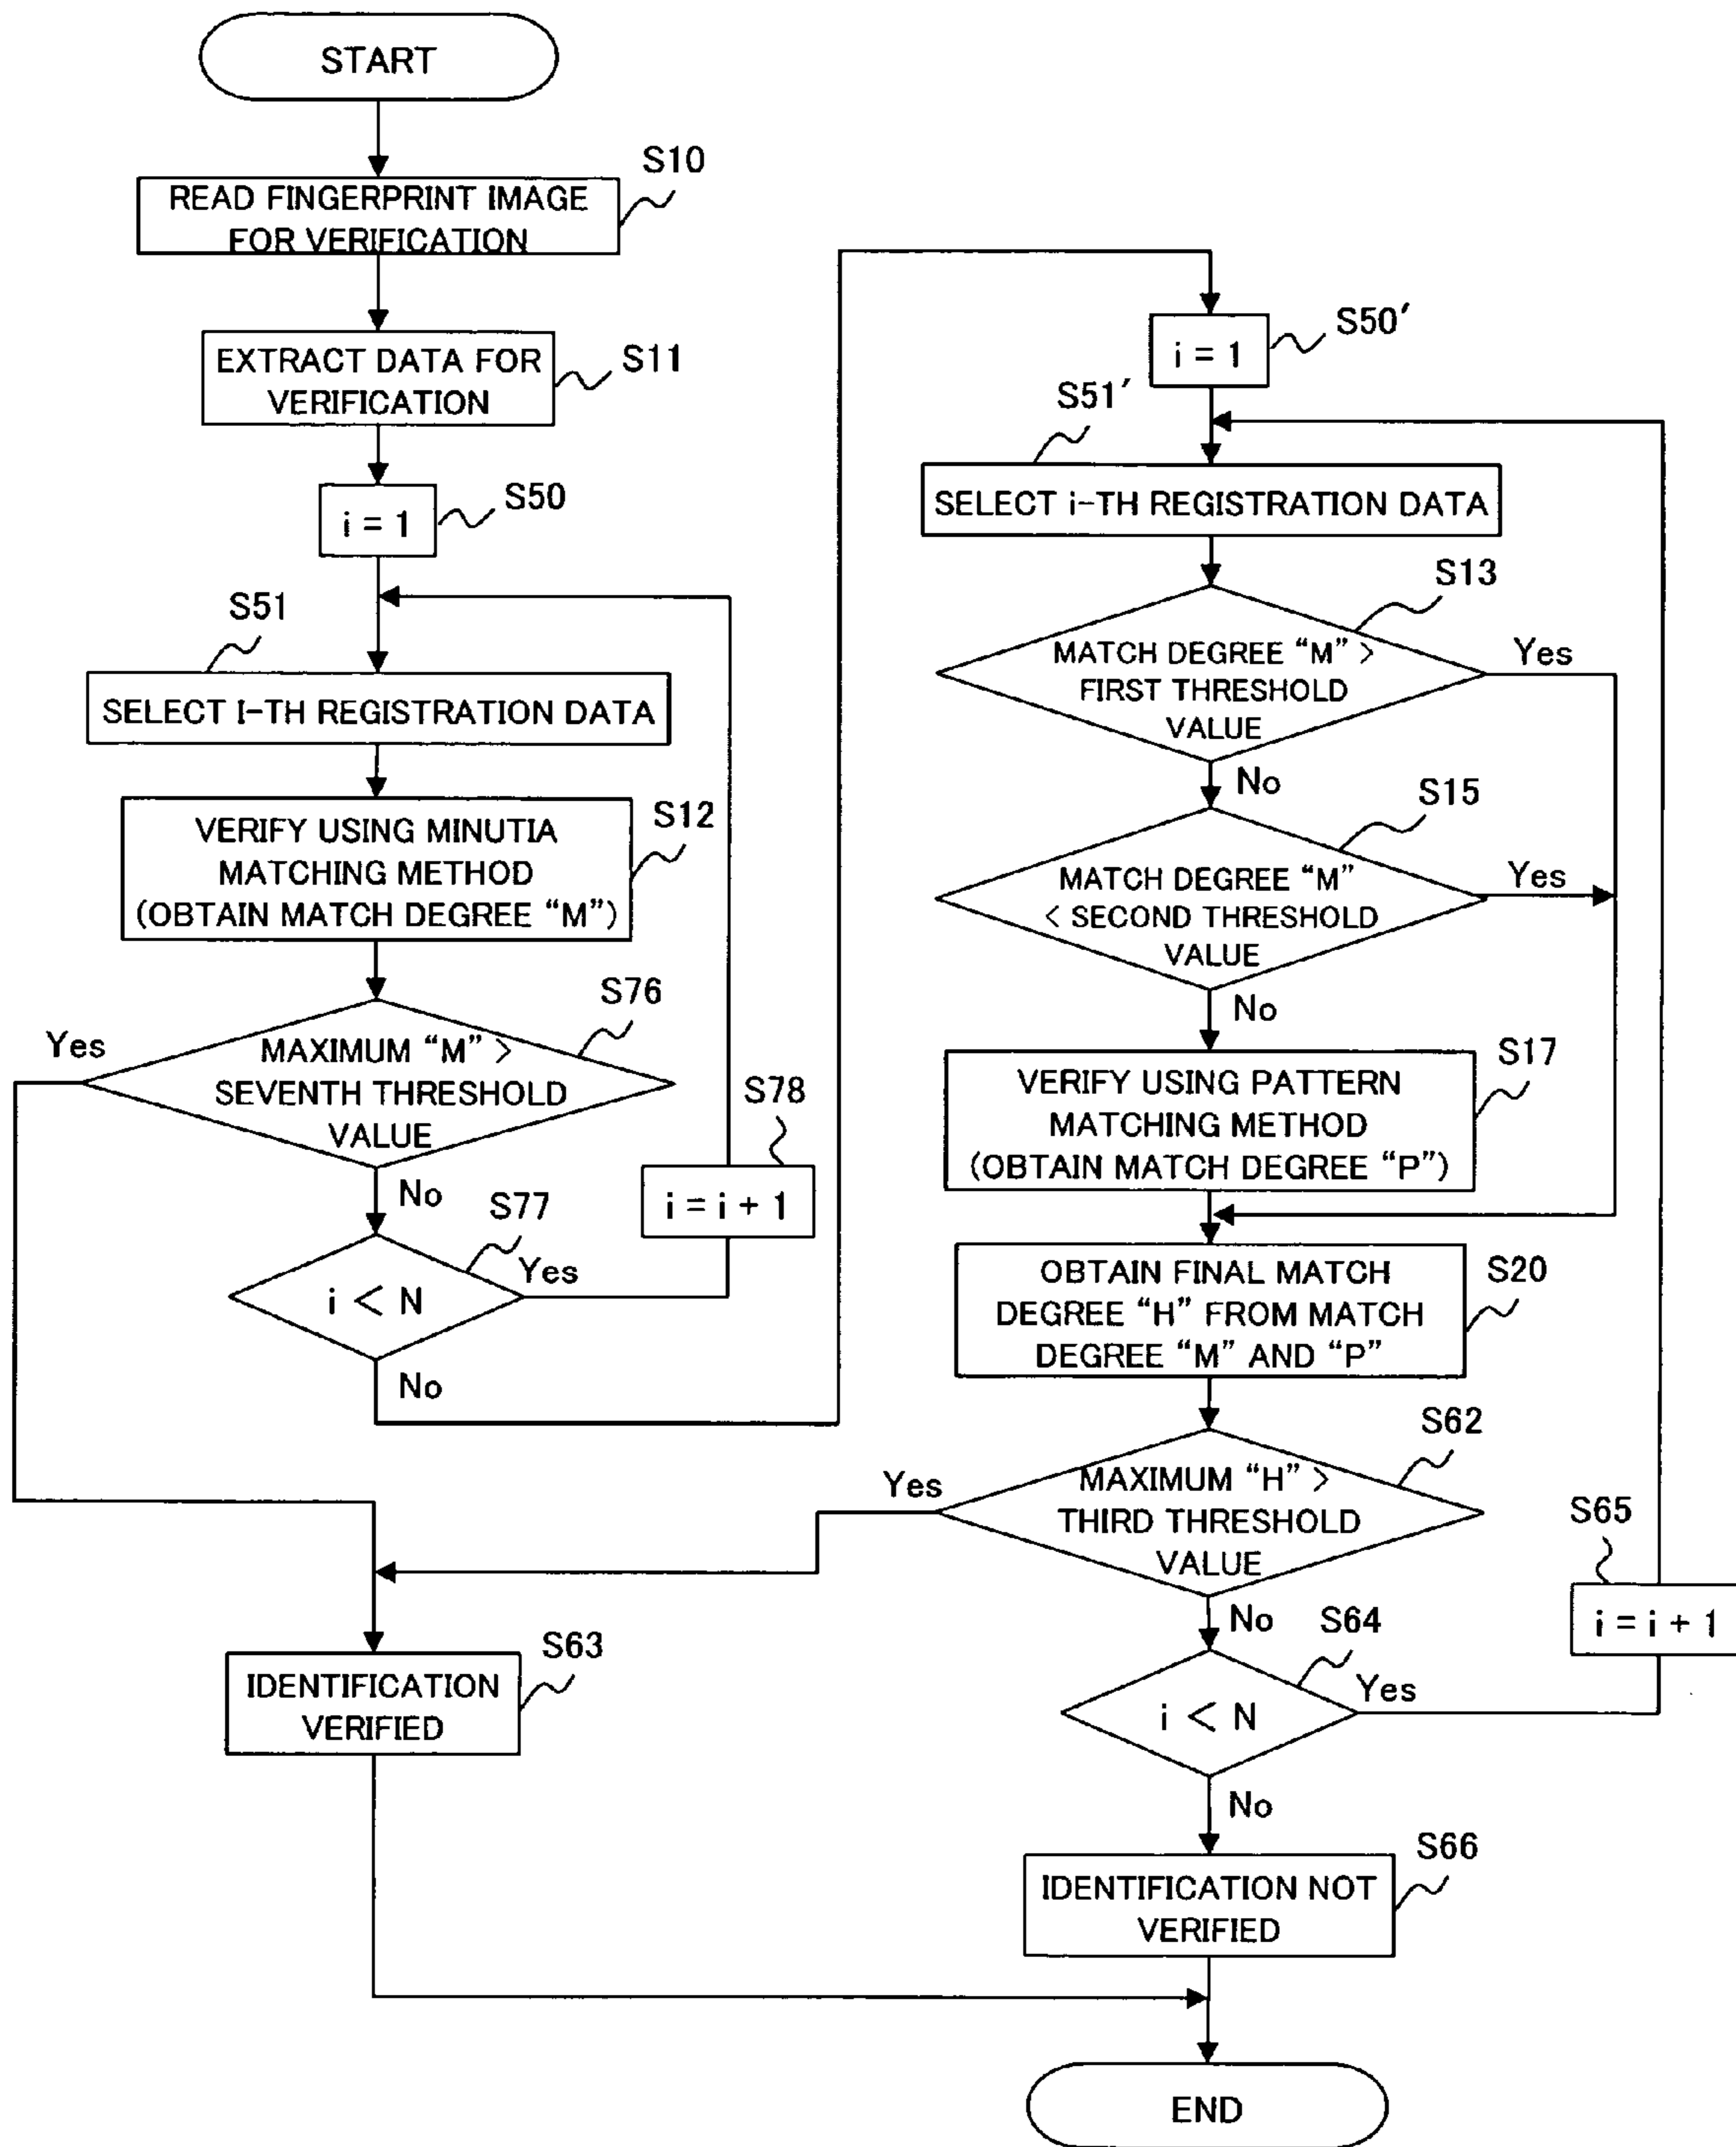 START
S10
READ FINGERPRINT IMAGE
FOR VERIFICATION
S11
EXTRACT DATA FOR
VERIFICATION
S50
i = 1
S51
SELECT I-TH REGISTRATION DATA
S12
VERIFY USING MINUTIA
MATCHING METHOD
(OBTAIN MATCH DEGREE “M”)
S76
Yes
MAXIMUM “M” >
SEVENTH THRESHOLD
VALUE
No
S78
i = i + 1
S77
Yes
i < N
No
S63
IDENTIFICATION
VERIFIED
S50′
i = 1
S51′
SELECT i-TH REGISTRATION DATA
S13
MATCH DEGREE “M” >
FIRST THRESHOLD
VALUE
Yes
No
S15
MATCH DEGREE “M”
< SECOND THRESHOLD
VALUE
Yes
No
S17
VERIFY USING PATTERN
MATCHING METHOD
(OBTAIN MATCH DEGREE “P”)
S20
OBTAIN FINAL MATCH
DEGREE “H” FROM MATCH
DEGREE “M” AND “P”
S62
Yes
MAXIMUM “H” >
THIRD THRESHOLD
VALUE
No
S65
i = i + 1
S64
Yes
i < N
No
S66
IDENTIFICATION NOT
VERIFIED
END